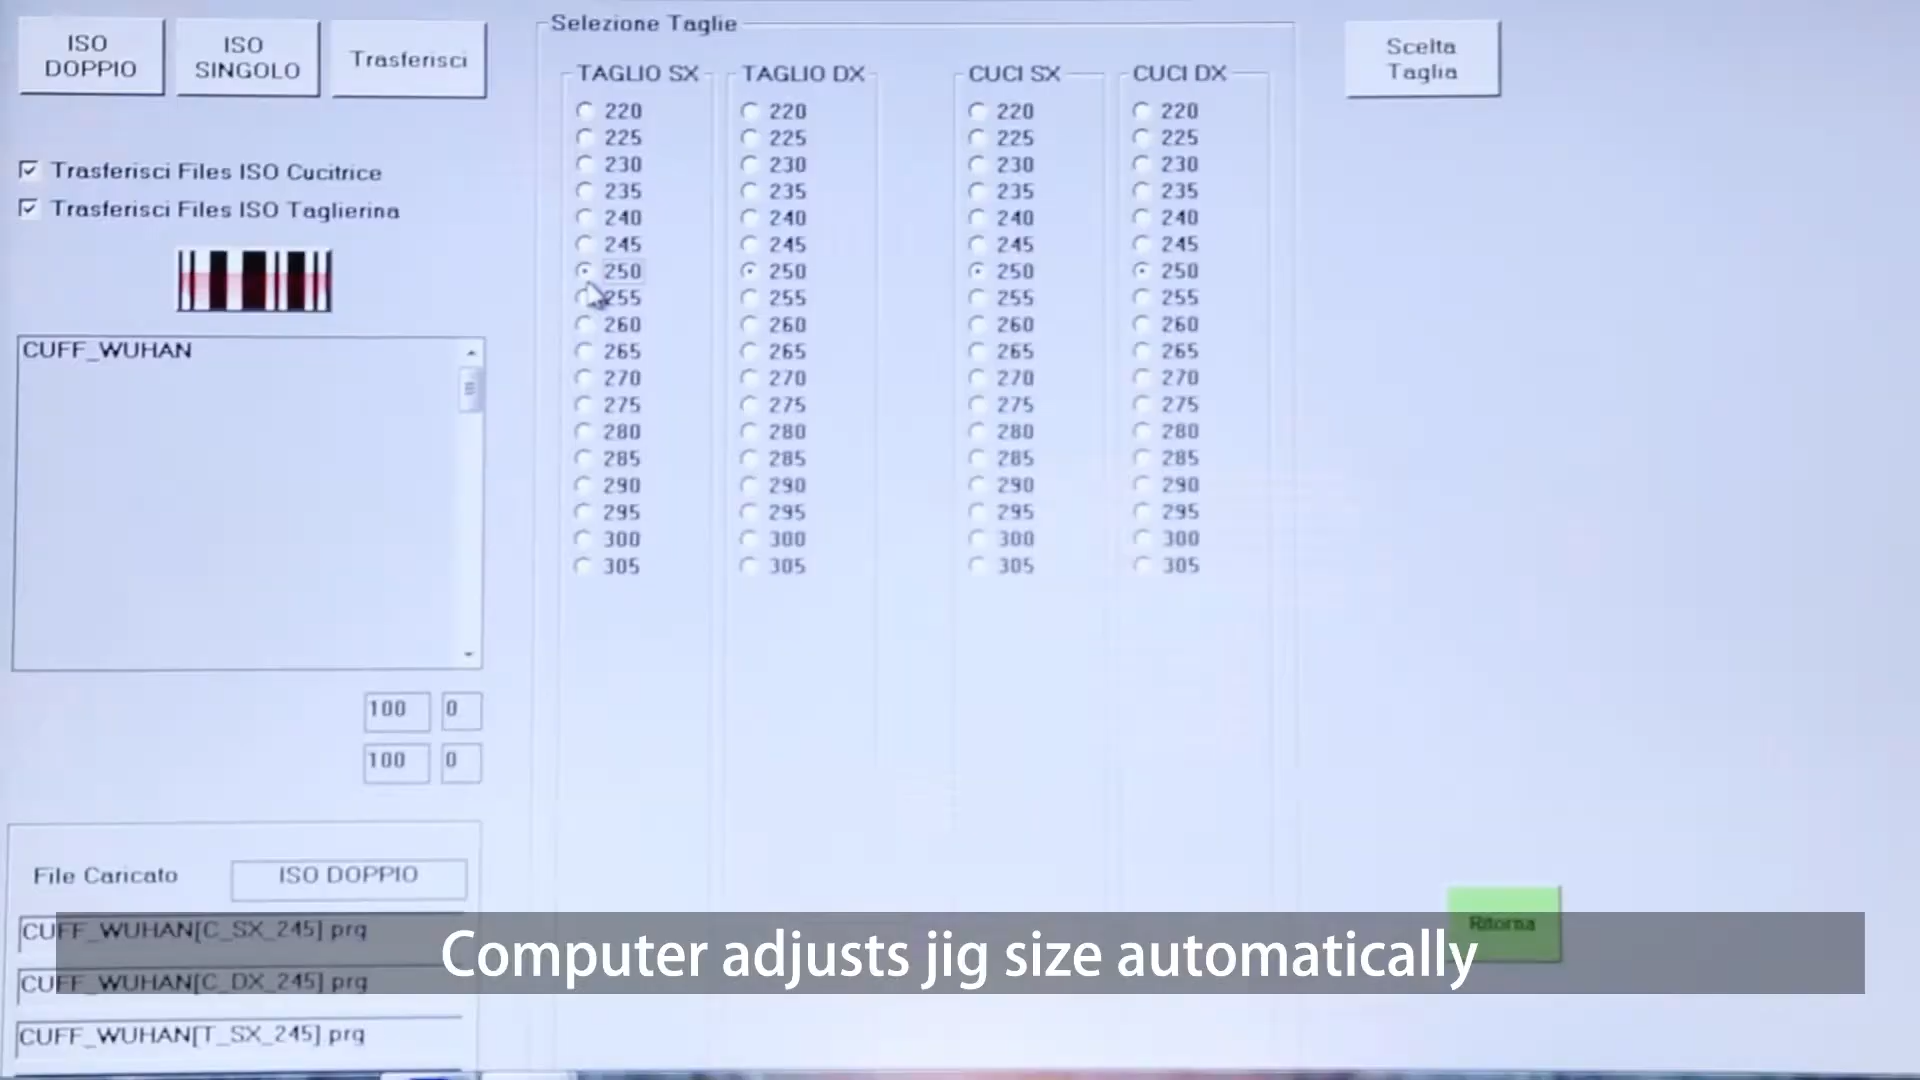 ISO
DOPPIO
ISO
SINGOLO
Trasferisci
Trasferisci Files ISO Cucitrice
Trasferisci Files ISO Taglierina
CUFF_WUHAN
100 0
100 0
File Caricato ISO DOPPIO
CUFF_WUHAN[C_SX_245] prg
CUFF_WUHAN[C_DX_245] prg
CUFF_WUHAN[T_SX_245] prg
Selezione Taglie
TAGLIO SX TAGLIO DX CUCI SX CUCI DX
220 220 220 220
225 225 225 225
230 230 230 230
235 235 235 235
240 240 240 240
245 245 245 245
250 250 250 250
255 255 255 255
260 260 260 260
265 265 265 265
270 270 270 270
275 275 275 275
280 280 280 280
285 285 285 285
290 290 290 290
295 295 295 295
300 300 300 300
305 305 305 305
Scelta
Taglia
Ritorna
Computer adjusts jig size automatically